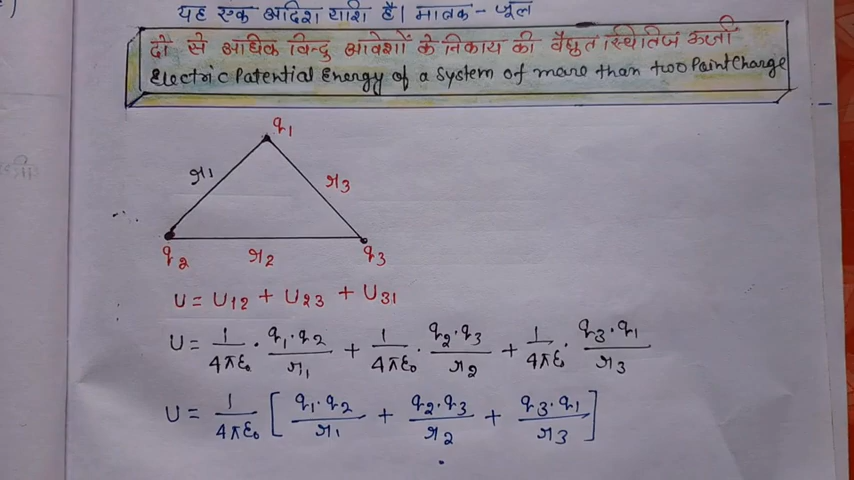 यह एक अदिश राशि है। मात्रक - जूल
दो से अधिक बिन्दु आवेशों के निकाय की वैद्युत स्थितिज ऊर्जा
Electric Potential Energy of a System of more than two Point Charge
q₁
r₁ r₃
q₂ r₂ q₃
U = U₁₂ + U₂₃ + U₃₁
U = 1/4πε₀ · q₁·q₂/r₁ + 1/4πε₀ · q₂·q₃/r₂ + 1/4πε₀ · q₃·q₁/r₃
U = 1/4πε₀ [ q₁·q₂/r₁ + q₂·q₃/r₂ + q₃·q₁/r₃ ]